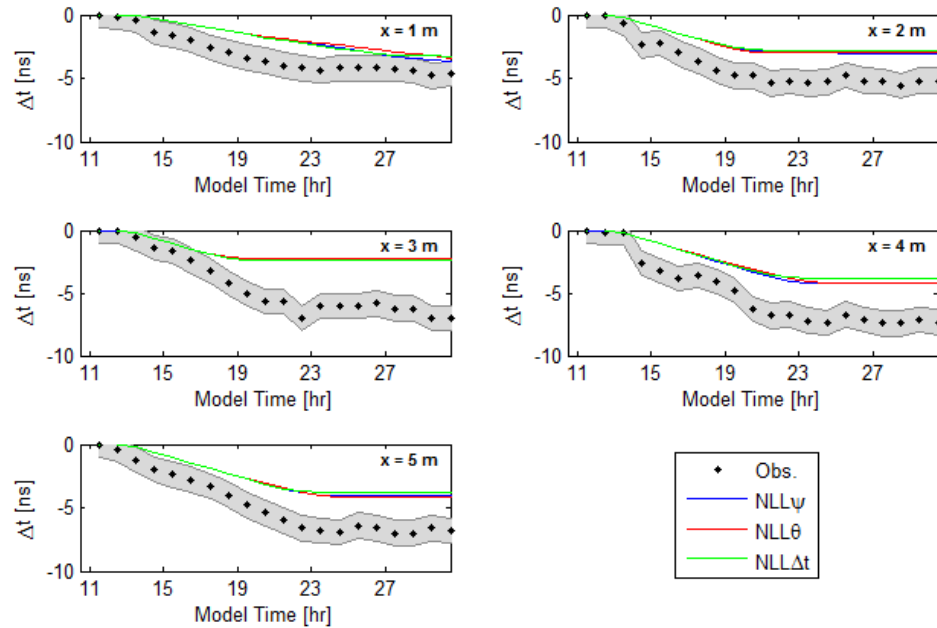 0
-5
-10
Δt [ns]
x = 1 m
11 15 19 23 27
Model Time [hr]
0
-5
-10
Δt [ns]
x = 2 m
11 15 19 23 27
Model Time [hr]
0
-5
-10
Δt [ns]
x = 3 m
11 15 19 23 27
Model Time [hr]
0
-5
-10
Δt [ns]
x = 4 m
11 15 19 23 27
Model Time [hr]
0
-5
-10
Δt [ns]
x = 5 m
11 15 19 23 27
Model Time [hr]
Obs.
NLLψ
NLLθ
NLLΔt